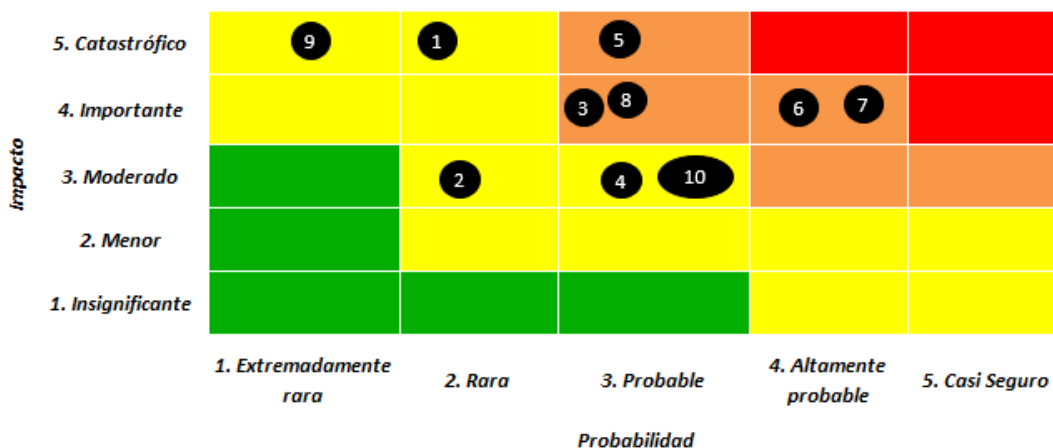 5. Catastrófico
9
1
5
4. Importante
3
8
6
7
Impacto
3. Moderado
2
4
10
2. Menor
1. Insignificante
1. Extremadamente
rara
2. Rara
3. Probable
4. Altamente
probable
5. Casi Seguro
Probabilidad